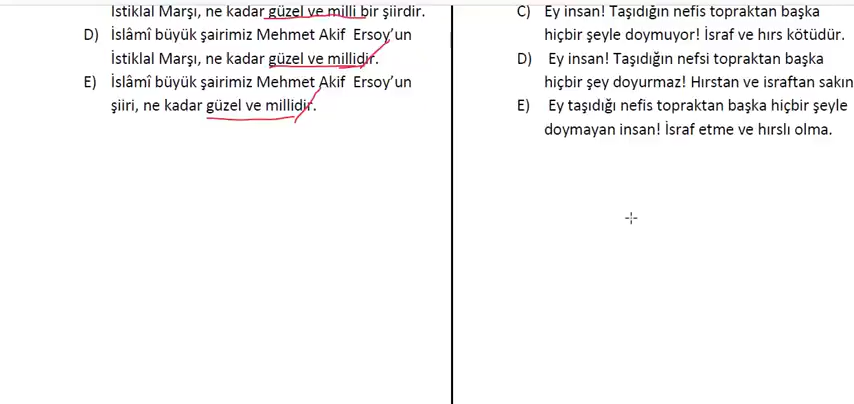 İstiklal Marşı, ne kadar güzel ve milli bir şiirdir.
D) İslâmî büyük şairimiz Mehmet Akif Ersoy’un
İstiklal Marşı, ne kadar güzel ve millidir.
E) İslâmî büyük şairimiz Mehmet Akif Ersoy’un
şiiri, ne kadar güzel ve millidir.
C) Ey insan! Taşıdığın nefis topraktan başka
hiçbir şeyle doymuyor! İsraf ve hırs kötüdür.
D) Ey insan! Taşıdığın nefsi topraktan başka
hiçbir şey doyurmaz! Hırstan ve israftan sakın
E) Ey taşıdığı nefis topraktan başka hiçbir şeyle
doymayan insan! İsraf etme ve hırslı olma.